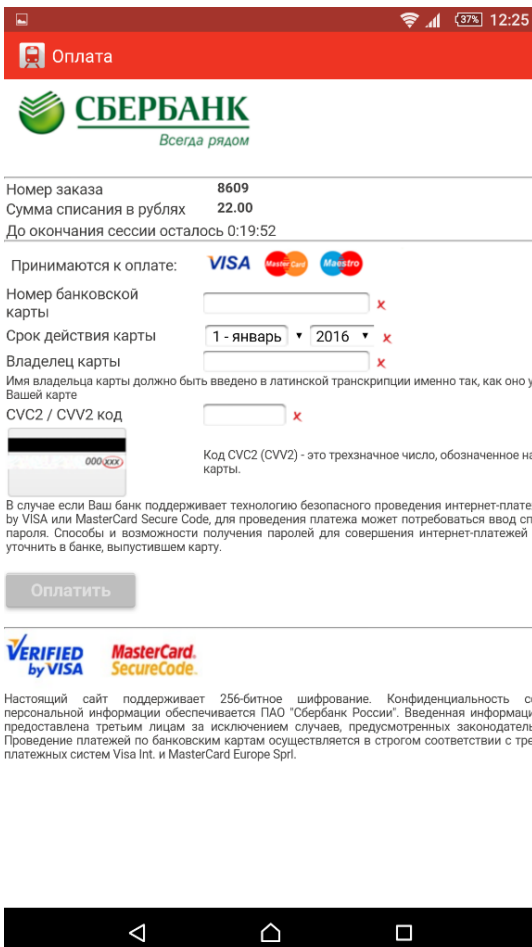 37% 12:25
Оплата
СБЕРБАНК
Всегда рядом
Номер заказа 8609
Сумма списания в рублях 22.00
До окончания сессии осталось 0:19:52
Принимаются к оплате: VISA MasterCard Maestro
Номер банковской
карты x
Срок действия карты 1 - январь 2016 x
Владелец карты x
Имя владельца карты должно быть введено в латинской транскрипции именно так, как оно у
Вашей карте
CVC2 / CVV2 код x
000 xxx
Код CVC2 (CVV2) - это трехзначное число, обозначенное на
карты.
В случае если Ваш банк поддерживает технологию безопасного проведения интернет-плате
by VISA или MasterCard Secure Code, для проведения платежа может потребоваться ввод сп
пароля. Способы и возможности получения паролей для совершения интернет-платежей
уточнить в банке, выпустившем карту.
Оплатить
VERIFIED MasterCard.
by VISA SecureCode.
Настоящий сайт поддерживает 256-битное шифрование. Конфиденциальность со
персональной информации обеспечивается ПАО "Сбербанк России". Введенная информаци
предоставлена третьим лицам за исключением случаев, предусмотренных законодатель
Проведение платежей по банковским картам осуществляется в строгом соответствии с тре
платежных систем Visa Int. и MasterCard Europe Sprl.